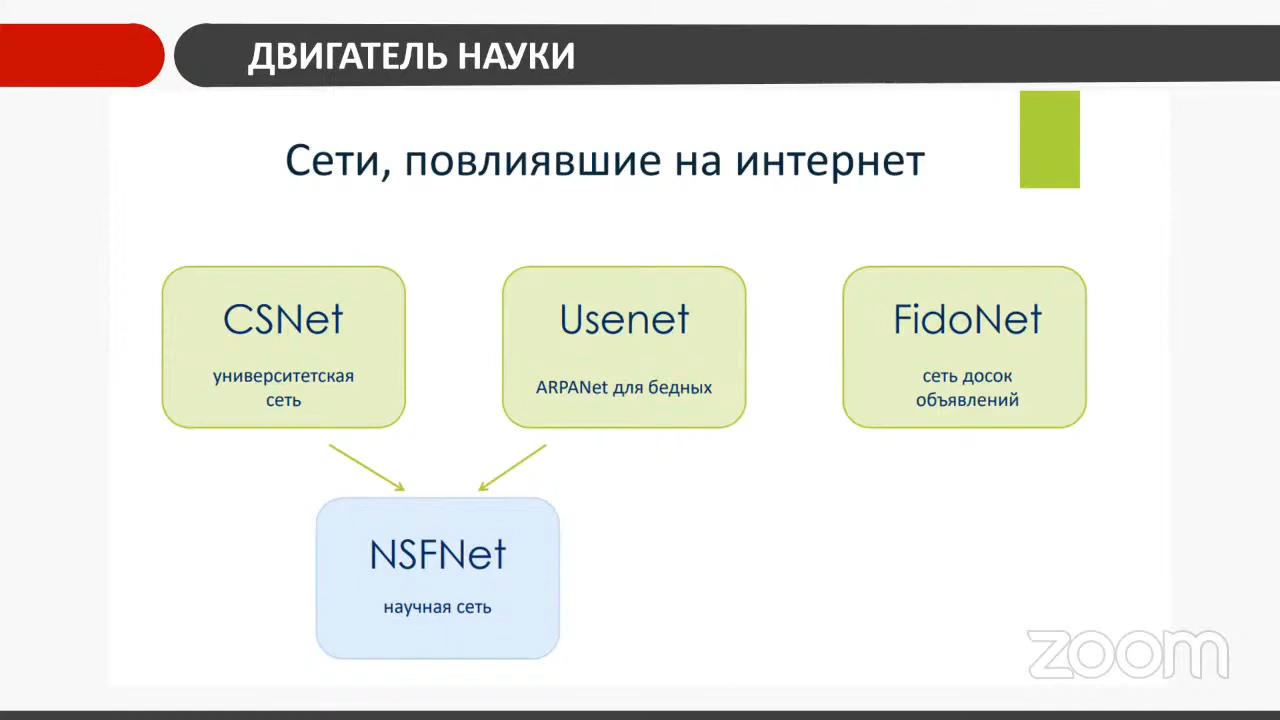 ДВИГАТЕЛЬ НАУКИ
Сети, повлиявшие на интернет
CSNet
университетская
сеть
Usenet
ARPANet для бедных
FidoNet
сеть досок
объявлений
NSFNet
научная сеть
zoom